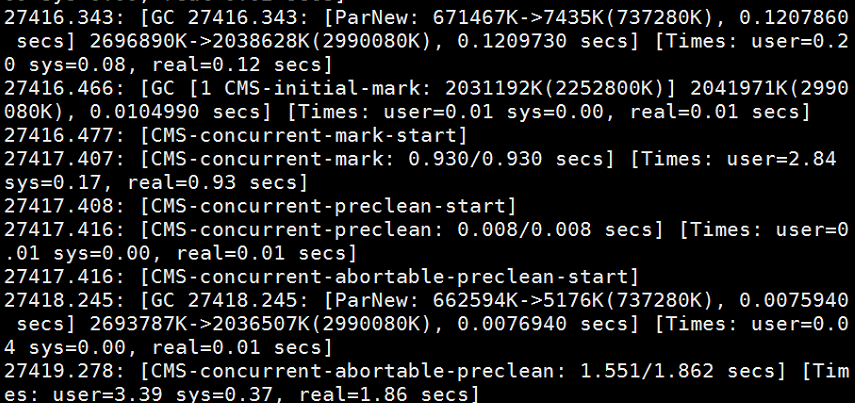 27416.343: [GC 27416.343: [ParNew: 671467K->7435K(737280K), 0.1207860
 secs] 2696890K->2038628K(2990080K), 0.1209730 secs] [Times: user=0.2
0 sys=0.08, real=0.12 secs]
27416.466: [GC [1 CMS-initial-mark: 2031192K(2252800K)] 2041971K(2990
080K), 0.0104990 secs] [Times: user=0.01 sys=0.00, real=0.01 secs]
27416.477: [CMS-concurrent-mark-start]
27417.407: [CMS-concurrent-mark: 0.930/0.930 secs] [Times: user=2.84
sys=0.17, real=0.93 secs]
27417.408: [CMS-concurrent-preclean-start]
27417.416: [CMS-concurrent-preclean: 0.008/0.008 secs] [Times: user=0
.01 sys=0.00, real=0.01 secs]
27417.416: [CMS-concurrent-abortable-preclean-start]
27418.245: [GC 27418.245: [ParNew: 662594K->5176K(737280K), 0.0075940
 secs] 2693787K->2036507K(2990080K), 0.0076940 secs] [Times: user=0.0
4 sys=0.00, real=0.01 secs]
27419.278: [CMS-concurrent-abortable-preclean: 1.551/1.862 secs] [Tim
es: user=3.39 sys=0.37, real=1.86 secs]